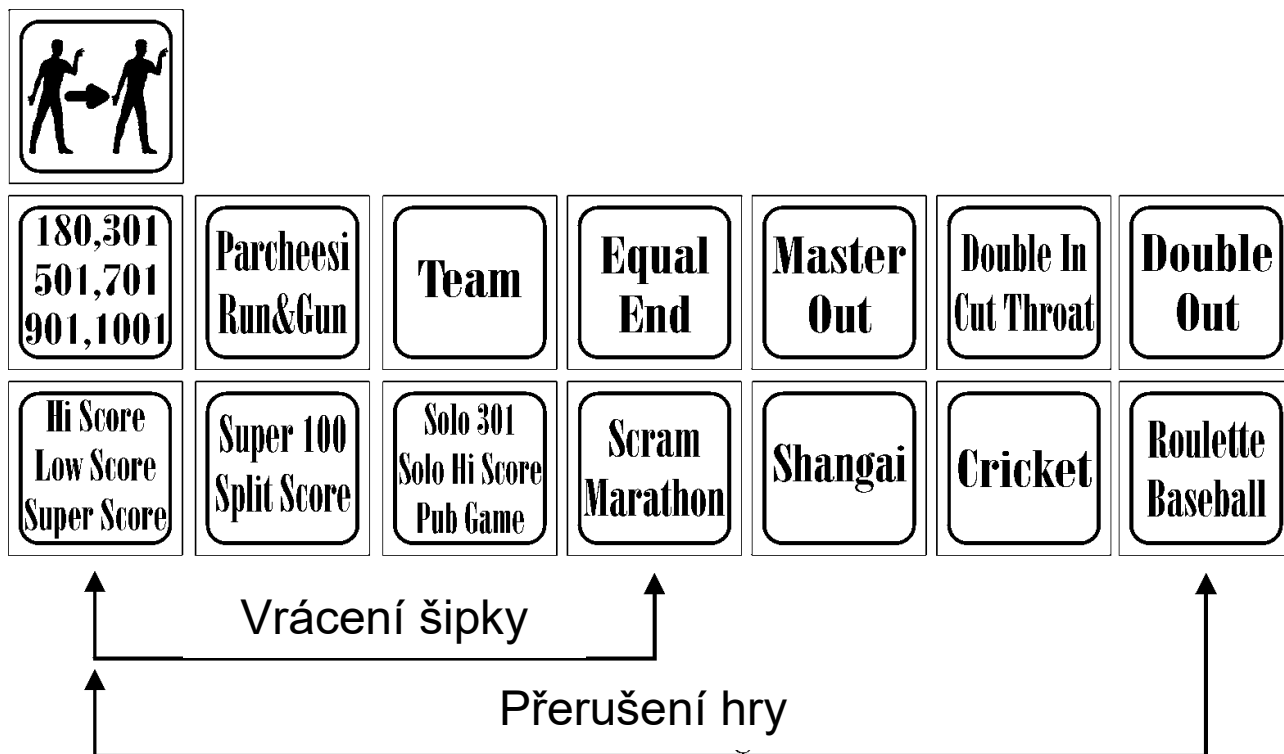 180,301
501,701
901,1001
Parcheesi
Run&Gun
Team
Equal
End
Master
Out
Double In
Cut Throat
Double
Out
Hi Score
Low Score
Super Score
Super 100
Split Score
Solo 301
Solo Hi Score
Pub Game
Scram
Marathon
Shangai
Cricket
Roulette
Baseball
Vrácení šipky
Přerušení hry